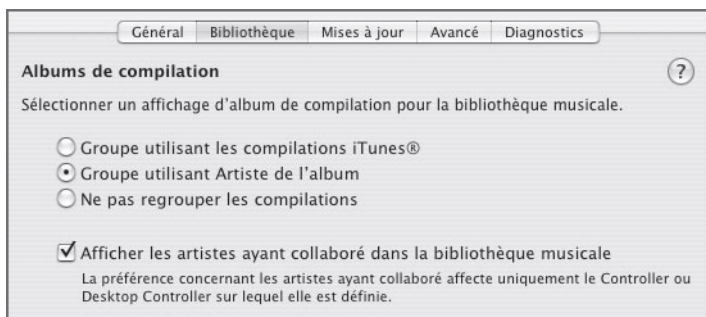 Général Bibliothèque Mises à jour Avancé Diagnostics
Albums de compilation ?
Sélectionner un affichage d'album de compilation pour la bibliothèque musicale.
Groupe utilisant les compilations iTunes®
Groupe utilisant Artiste de l'album
Ne pas regrouper les compilations
Afficher les artistes ayant collaboré dans la bibliothèque musicale
La préférence concernant les artistes ayant collaboré affecte uniquement le Controller ou
Desktop Controller sur lequel elle est définie.